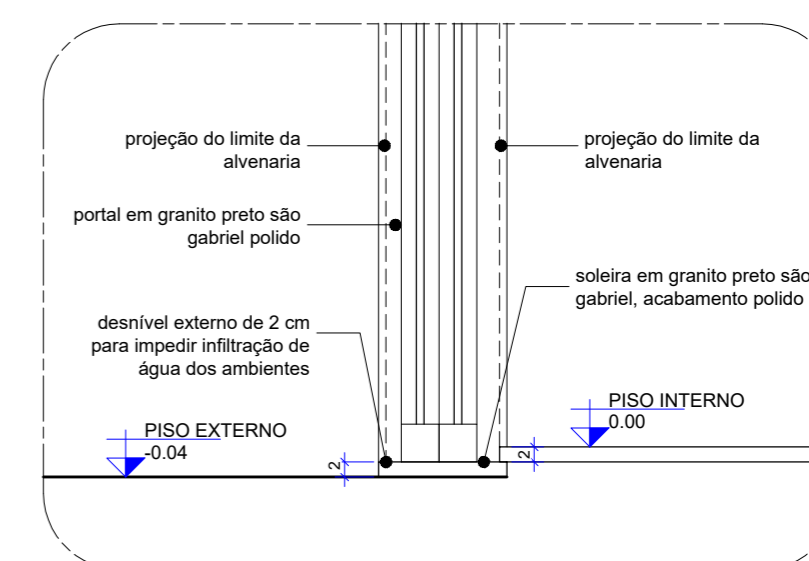 projeção do limite da
alvenaria
projeção do limite da
alvenaria
portal em granito preto são
gabriel polido
soleira em granito preto são
gabriel, acabamento polido
desnível externo de 2 cm
para impedir infiltração de
água dos ambientes
PISO EXTERNO
-0.04
PISO INTERNO
0.00
2
2